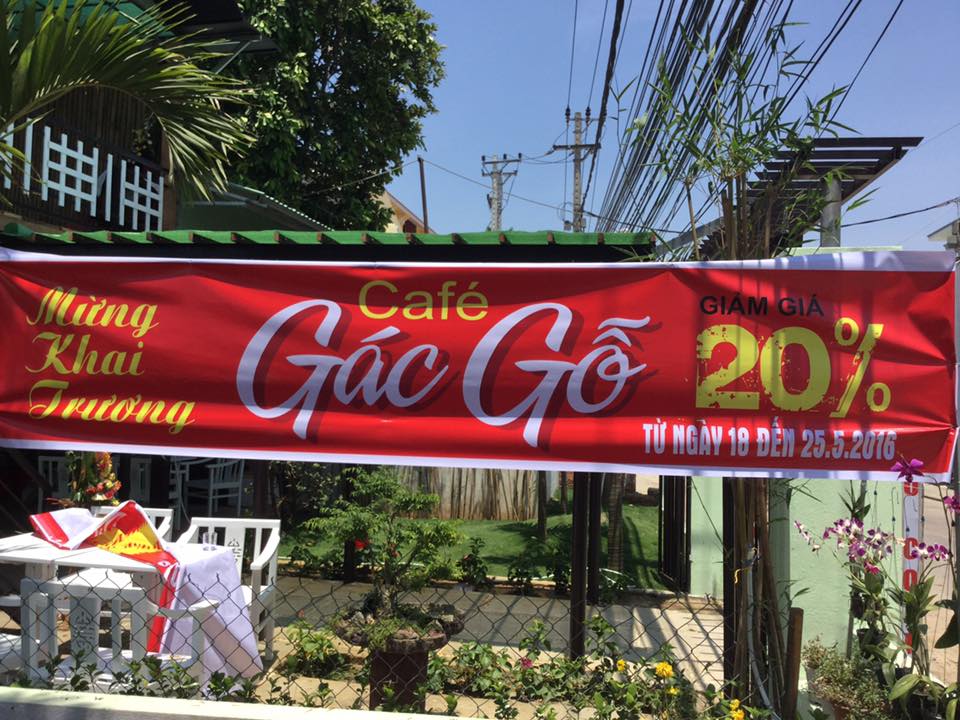 Mừng
Khai
Trương
Café
Gác Gỗ
GIẢM GIÁ
20%
TỪ NGÀY 18 ĐẾN 25.5.2016